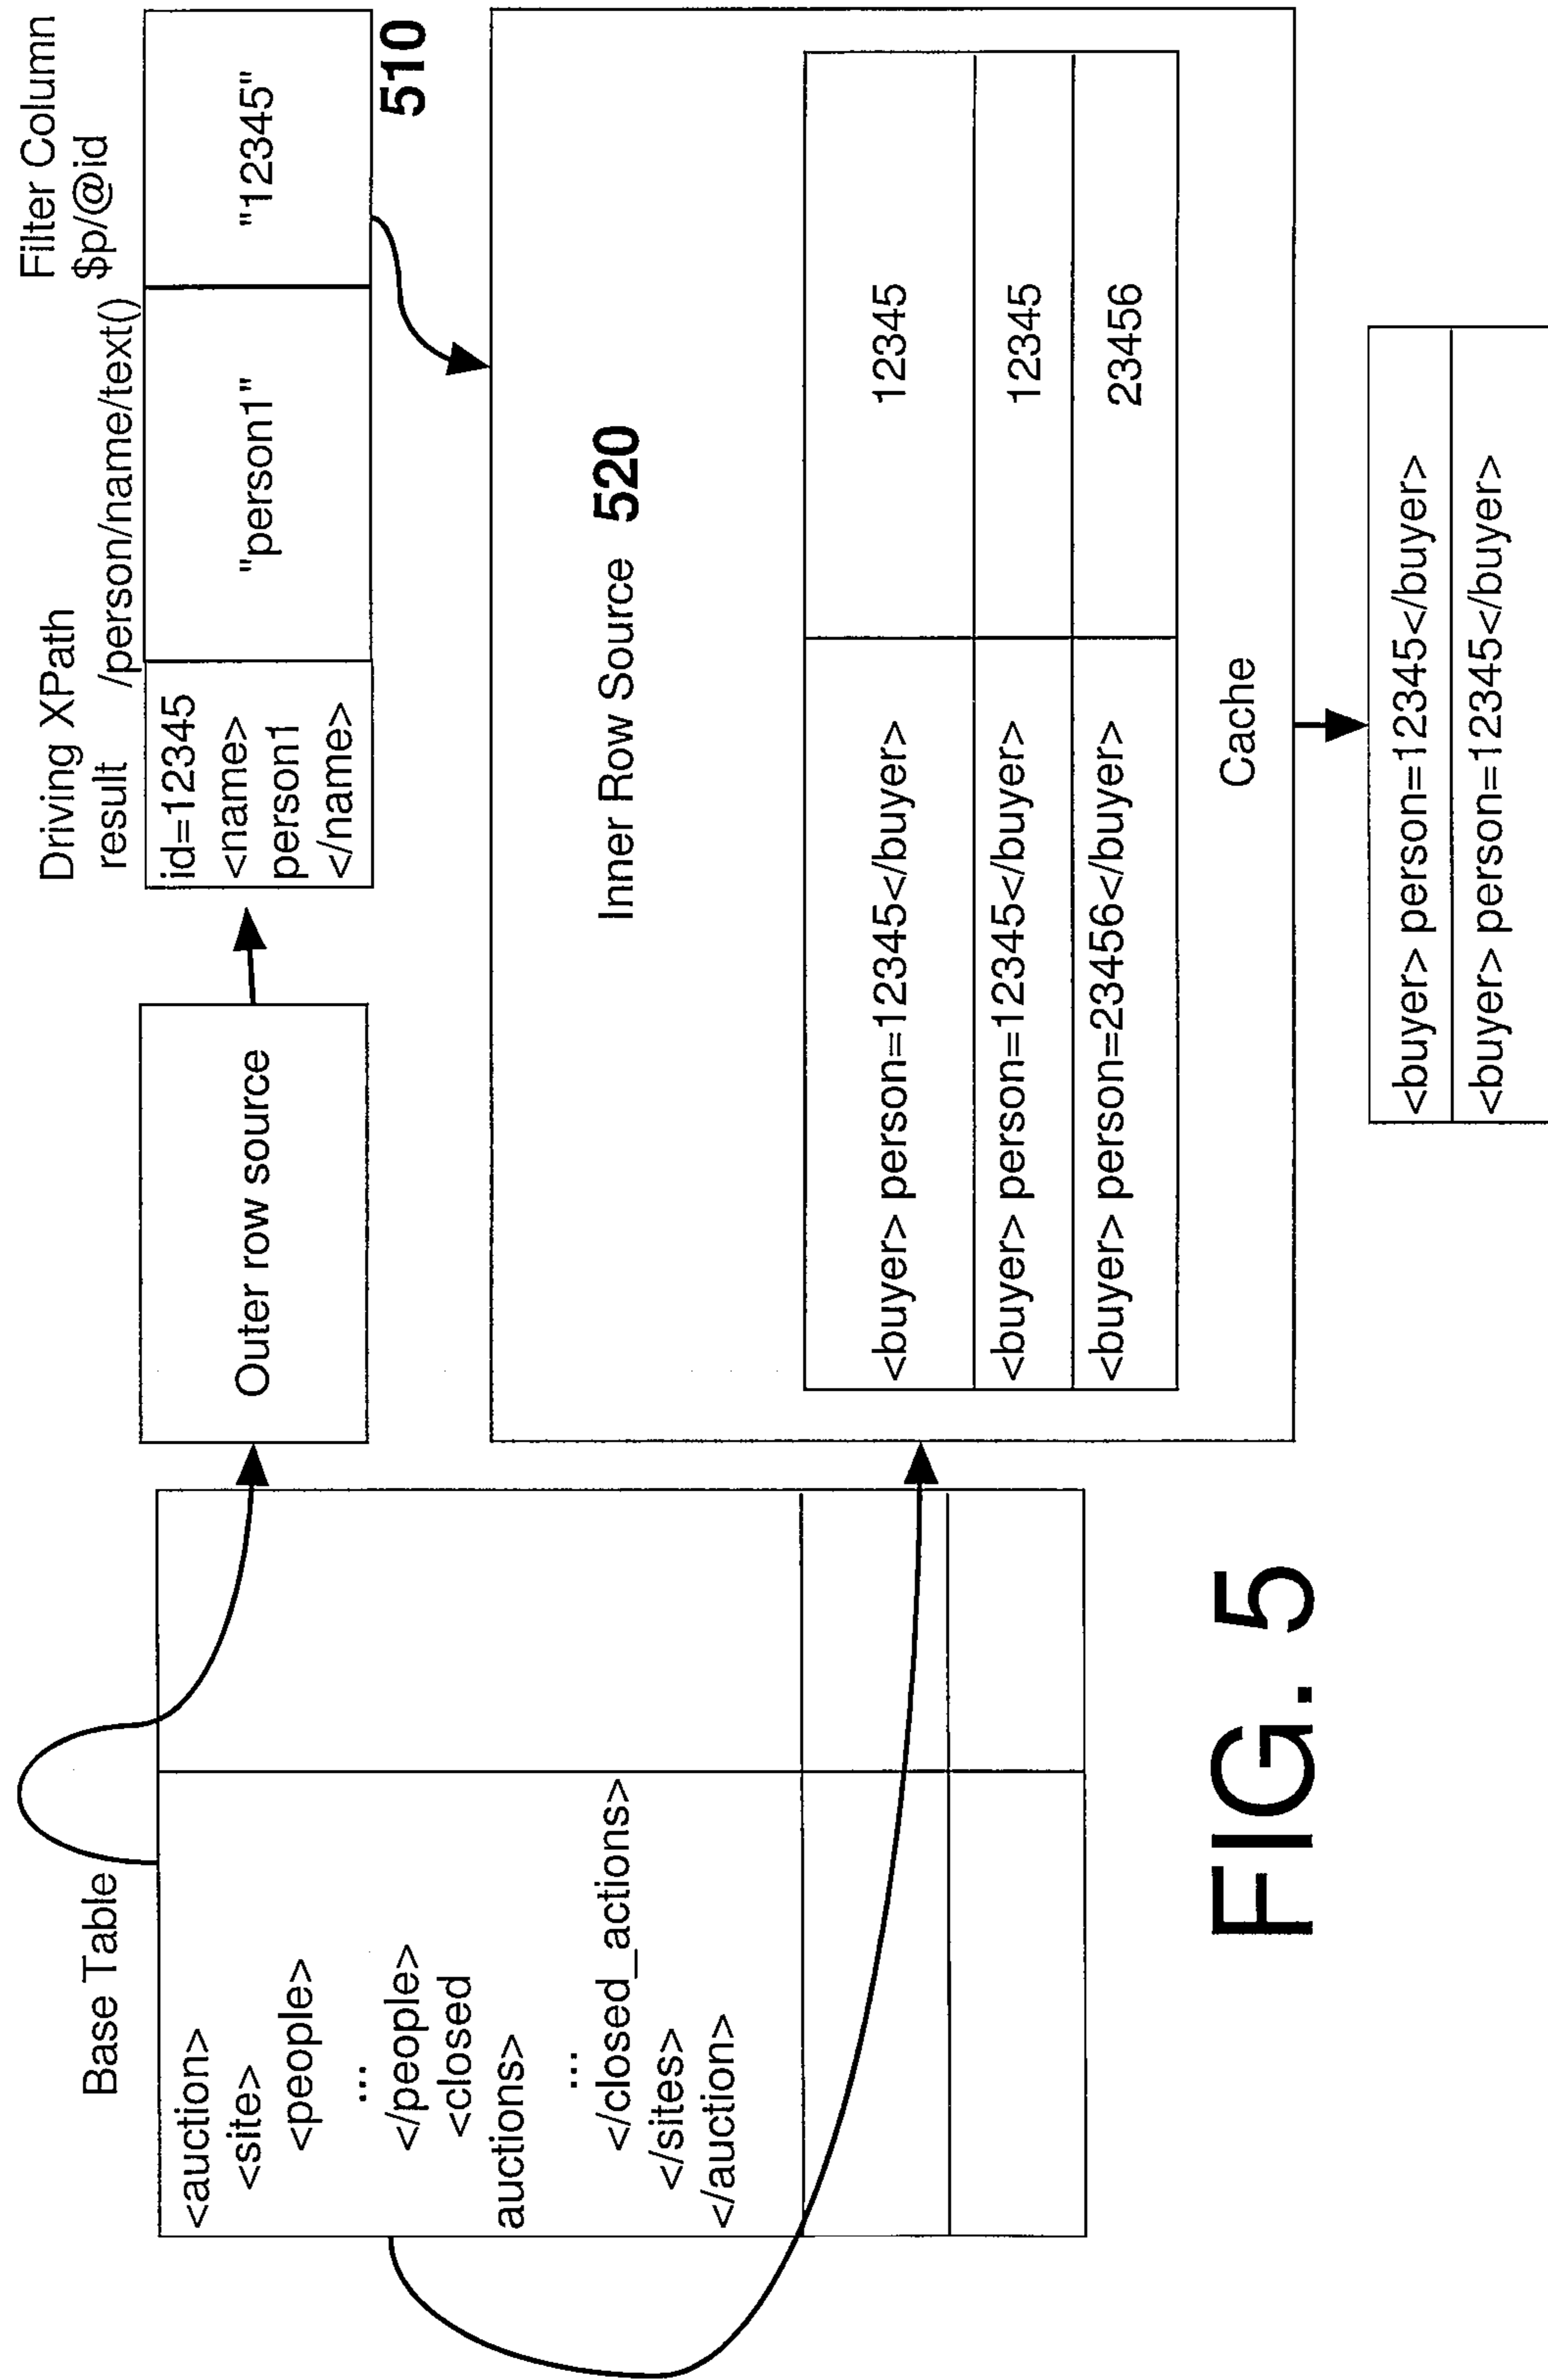 Base Table
<auction>
<site>
<people>
...
</people>
<closed
auctions>
...
</closed_actions>
</sites>
</auction>
Outer row source
Driving XPath
result
/person/name/text()
Filter Column
$p/@id
id=12345
<name>
person1
</name>
"person1"
"12345"
510
Inner Row Source 520
<buyer> person=12345</buyer> 12345
<buyer> person=12345</buyer> 12345
<buyer> person=23456</buyer> 23456
Cache
<buyer> person=12345</buyer>
<buyer> person=12345</buyer>
FIG. 5